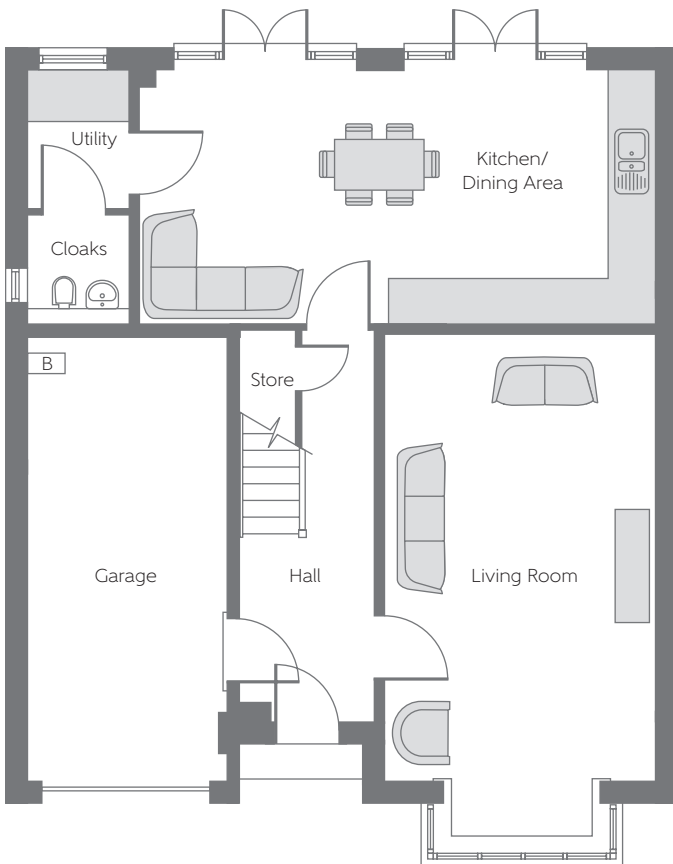 Utility
Kitchen/
Dining Area
Cloaks
B
Store
Garage
Hall
Living Room